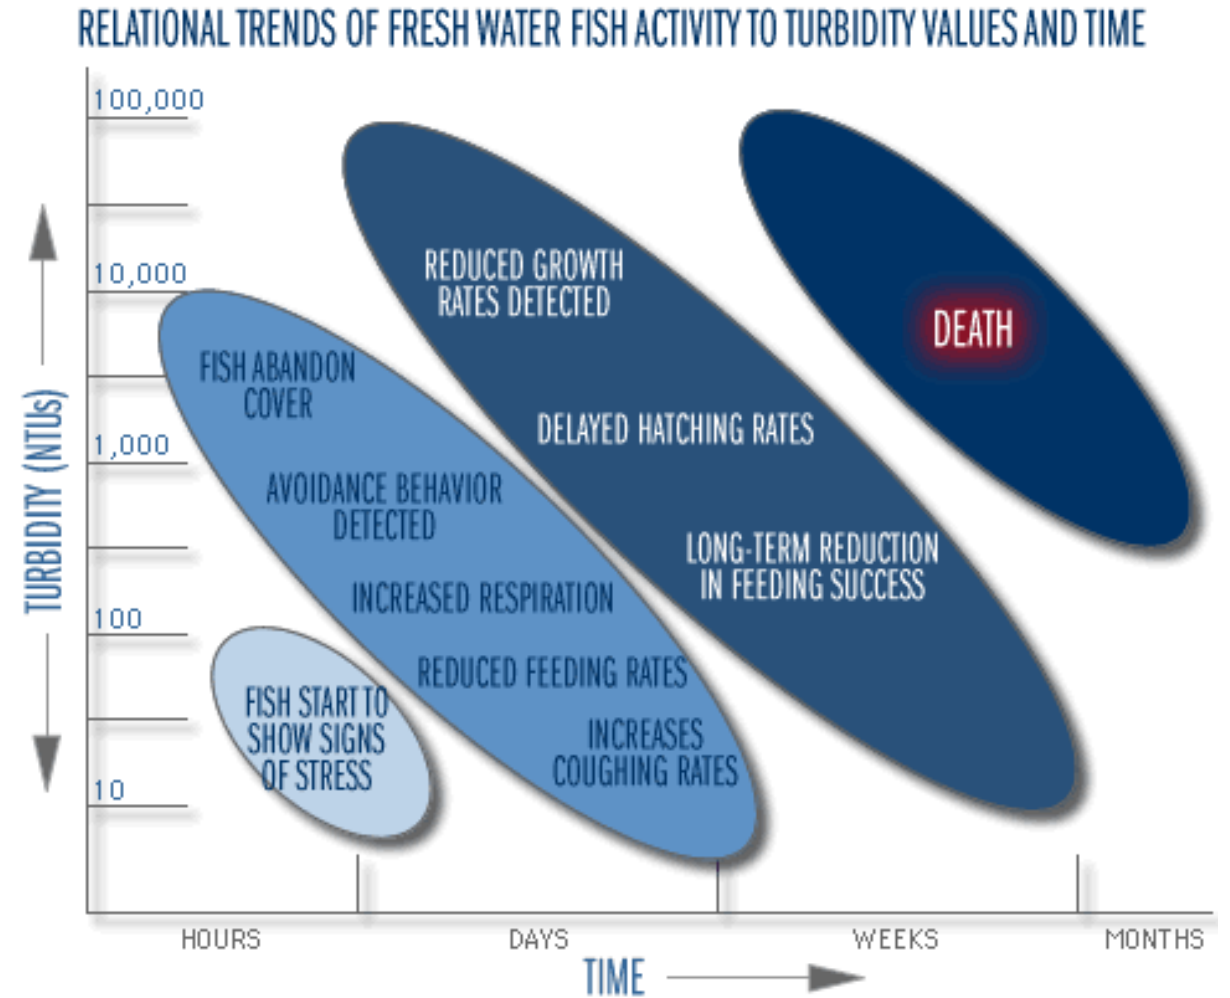 RELATIONAL TRENDS OF FRESH WATER FISH ACTIVITY TO TURBIDITY VALUES AND TIME
TURBIDITY (NTUs)
100,000
10,000
1,000
100
10
REDUCED GROWTH
RATES DETECTED
DELAYED HATCHING RATES
LONG-TERM REDUCTION
IN FEEDING SUCCESS
DEATH
FISH ABANDON
COVER
AVOIDANCE BEHAVIOR
DETECTED
INCREASED RESPIRATION
REDUCED FEEDING RATES
INCREASES
COUGHING RATES
FISH START TO
SHOW SIGNS
OF STRESS
HOURS DAYS WEEKS MONTHS
TIME